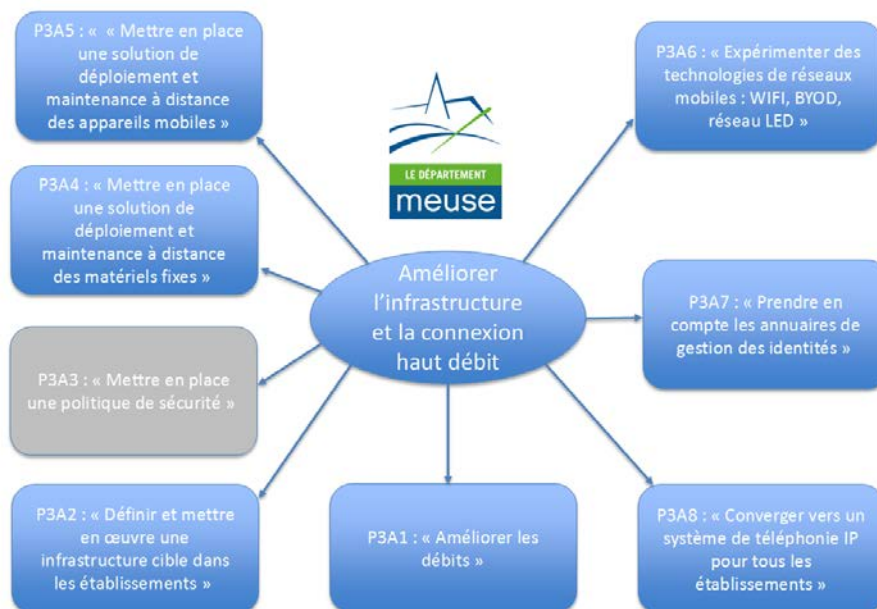 P3A5 : « « Mettre en place
une solution de
déploiement et
maintenance à distance
des appareils mobiles »
P3A6 : « Expérimenter des
technologies de réseaux
mobiles : WIFI, BYOD,
réseau LED »
LE DÉPARTEMENT
meuse
P3A4 : « Mettre en place
une solution de
déploiement et
maintenance à distance
des matériels fixes »
Améliorer
l'infrastructure
et la connexion
haut débit
P3A7 : « Prendre en
compte les annuaires de
gestion des identités »
P3A3 : « Mettre en place
une politique de sécurité »
P3A2 : « Définir et mettre
en œuvre une
infrastructure cible dans
les établissements »
P3A1 : « Améliorer les
débits »
P3A8 : « Converger vers un
système de téléphonie IP
pour tous les
établissements »